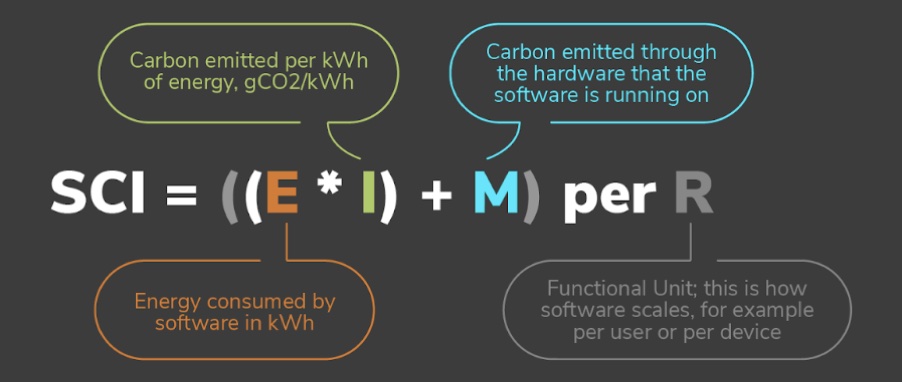 Carbon emitted per kWh
of energy, gCO2/kWh
Carbon emitted through
the hardware that the
software is running on
SCI = ((E * I) + M) per R
Energy consumed by
software in kWh
Functional Unit; this is how
software scales, for example
per user or per device